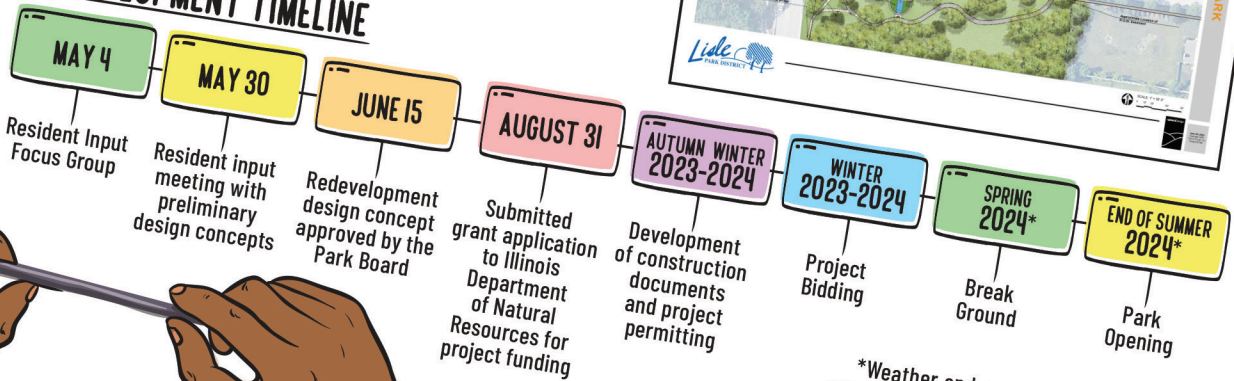 TIMELINE
MAY 4
Resident Input
Focus Group
MAY 30
Resident input
meeting with
preliminary
design concepts
JUNE 15
Redevelopment
design concept
approved by the
Park Board
AUGUST 31
Submitted
grant application
to Illinois
Department
of Natural
Resources for
project funding
AUTUMN WINTER
2023-2024
Development
of construction
documents
and project
permitting
WINTER
2023-2024
Project
Bidding
SPRING
2024*
Break
Ground
END OF SUMMER
2024*
Park
Opening
*Weather
Lisle
PARK DISTRICT